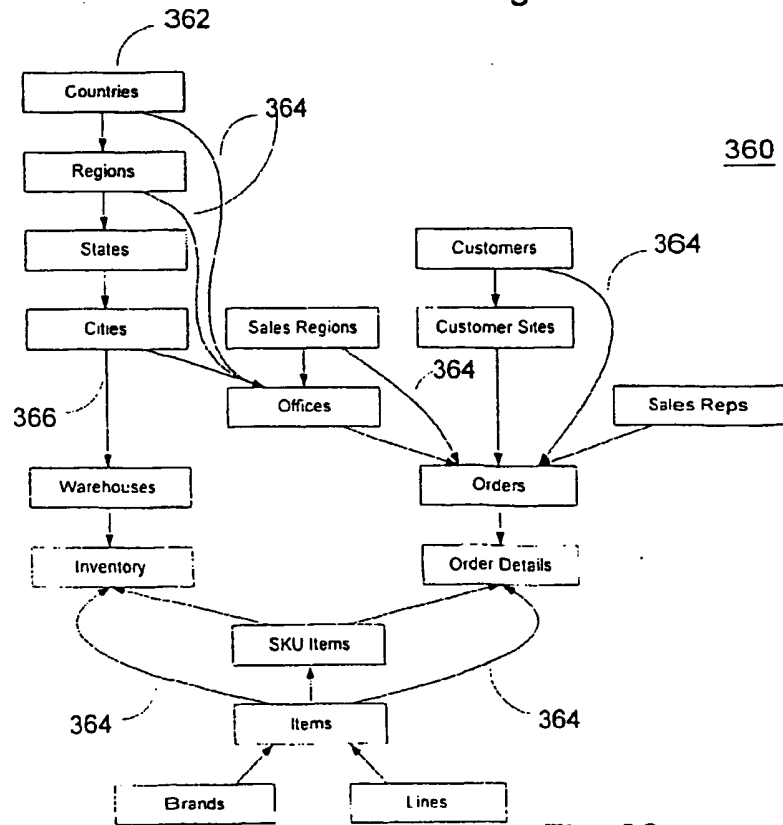 362
Countries
364
360
Regions
States
Customers
364
Cities
Sales Regions
Customer Sites
364
366
Offices
Sales Reps
Warehouses
Orders
Inventory
Order Details
SKU Items
364
364
Items
Brands
Lines